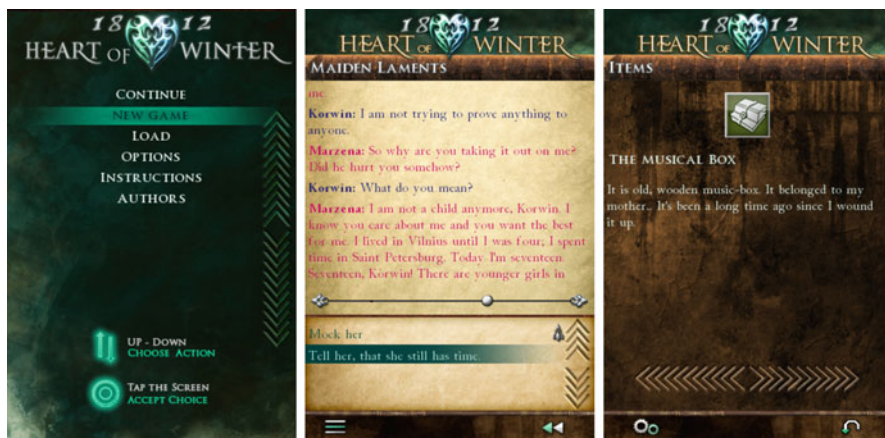 18 12
HEART OF WINTER
CONTINUE
NEW GAME
LOAD
OPTIONS
INSTRUCTIONS
AUTHORS
UP - DOWN
CHOOSE ACTION
TAP THE SCREEN
ACCEPT CHOICE
18 12
HEART OF WINTER
MAIDEN LAMENTS
me.
Korwin: I am not trying to prove anything to
anyone.
Marzena: So why are you taking it out on me?
Did he hurt you somehow?
Korwin: What do you mean?
Marzena: I am not a child anymore, Korwin. I
know you care about me and you want the best
for me. I lived in Vilnius until I was four; I spent
time in Saint Petersburg. Today I'm seventeen.
Seventeen, Korwin! There are younger girls in
Mock her
Tell her, that she still has time.
18 12
HEART OF WINTER
ITEMS
THE MUSICAL BOX
It is old, wooden music-box. It belonged to my
mother.. It's been a long time ago since I wound
it up.